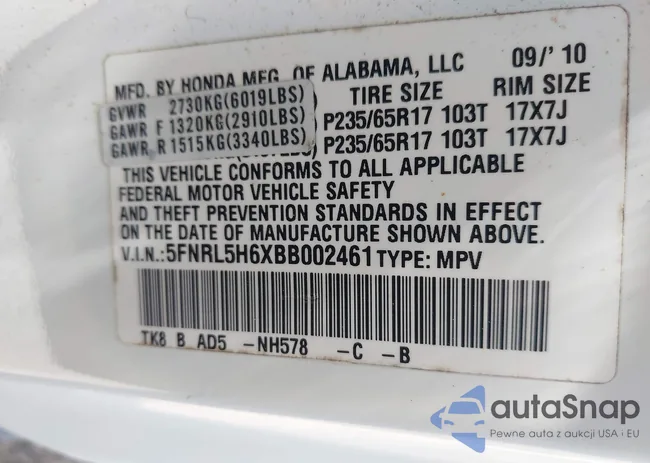 MFD. BY HONDA MFG. OF ALABAMA, LLC 09/' 10
GVWR 2730KG(6019LBS) TIRE SIZE RIM SIZE
GAWR F 1320KG(2910LBS) P235/65R17 103T 17X7J
GAWR R 1515KG(3340LBS) P235/65R17 103T 17X7J
THIS VEHICLE CONFORMS TO ALL APPLICABLE
FEDERAL MOTOR VEHICLE SAFETY
AND THEFT PREVENTION STANDARDS IN EFFECT
ON THE DATE OF MANUFACTURE SHOWN ABOVE.
V.I.N.:5FNRL5H6XBB002461 TYPE: MPV
TK8 B AD5 -NH578 -C -B
autoSnap
Pewne auta z aukcji USA i EU